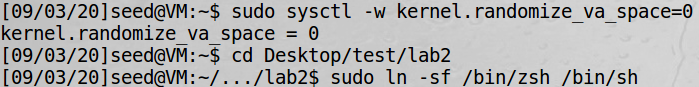 [09/03/20]seed@VM:~$ sudo sysctl -w kernel.randomize_va_space=0
kernel.randomize_va_space = 0
[09/03/20]seed@VM:~$ cd Desktop/test/lab2
[09/03/20]seed@VM:~/.../lab2$ sudo ln -sf /bin/zsh /bin/sh